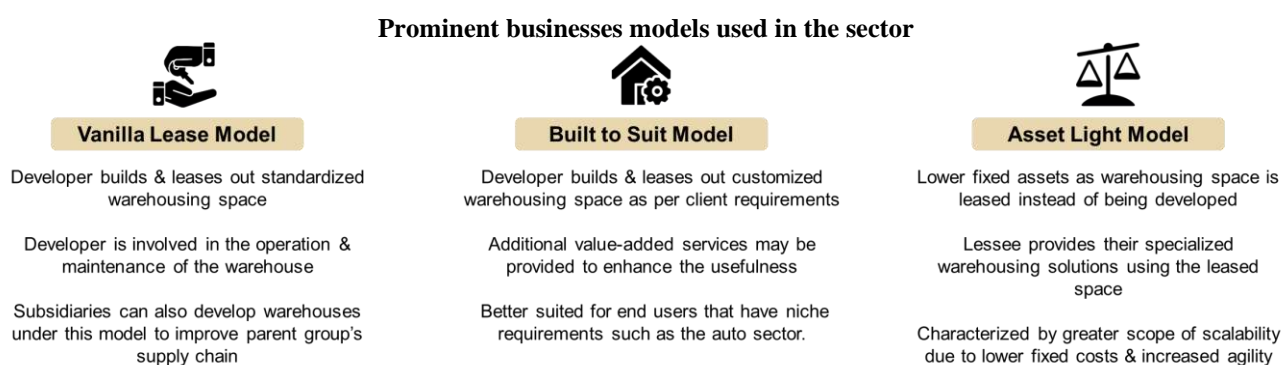 Prominent businesses models used in the sector
Vanilla Lease Model
Developer builds & leases out standardized
warehousing space
Developer is involved in the operation &
maintenance of the warehouse
Subsidiaries can also develop warehouses
under this model to improve parent group's
supply chain
Built to Suit Model
Developer builds & leases out customized
warehousing space as per client requirements
Additional value-added services may be
provided to enhance the usefulness
Better suited for end users that have niche
requirements such as the auto sector.
Asset Light Model
Lower fixed assets as warehousing space is
leased instead of being developed
Lessee provides their specialized
warehousing solutions using the leased
space
Characterized by greater scope of scalability
due to lower fixed costs & increased agility